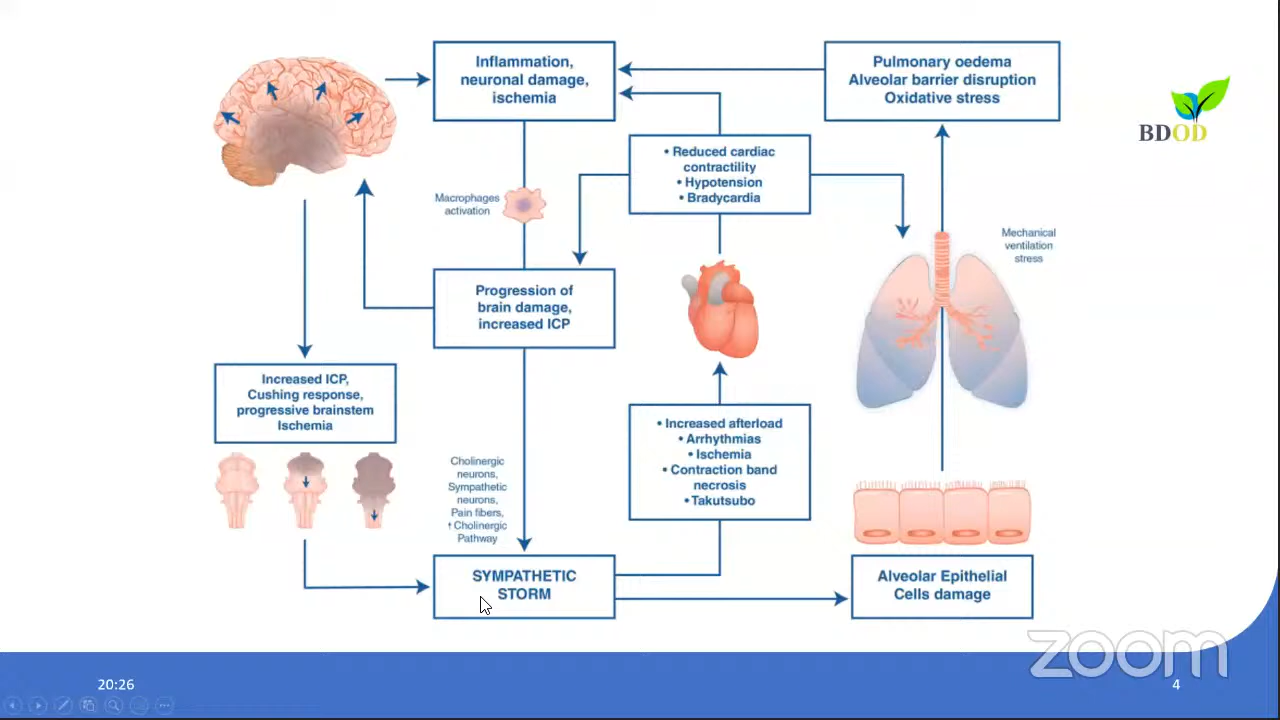 Inflammation,
neuronal damage,
ischemia
Pulmonary oedema
Alveolar barrier disruption
Oxidative stress
BDOD
• Reduced cardiac
contractility
• Hypotension
• Bradycardia
Macrophages
activation
Mechanical
ventilation
stress
Progression of
brain damage,
increased ICP
Increased ICP,
Cushing response,
progressive brainstem
Ischemia
• Increased afterload
• Arrhythmias
• Ischemia
• Contraction band
necrosis
• Takutsubo
Cholinergic
neurons,
Sympathetic
neurons,
Pain fibers,
↑ Cholinergic
Pathway
SYMPATHETIC
STORM
Alveolar Epithelial
Cells damage
zoom
20:26
4